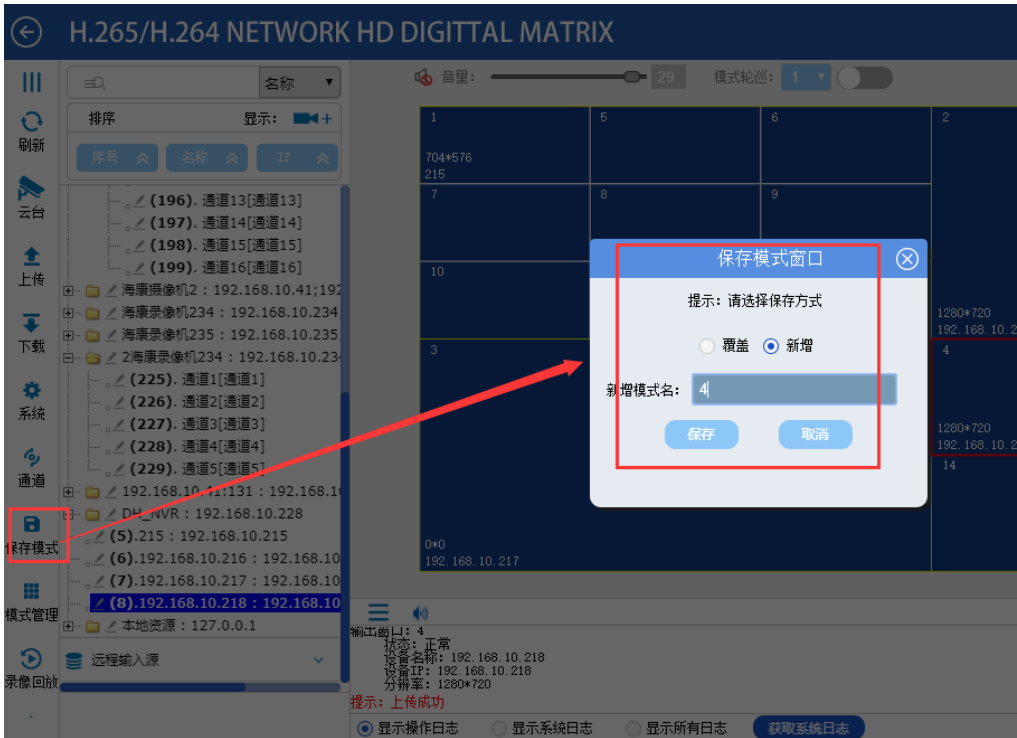 H.265/H.264 NETWORK HD DIGITTAL MATRIX
刷新
云台
上传
下载
系统
通道
保存模式
模式管理
录像回放
名称
排序
显示:
序号
名称
IP
(196). 通道13[通道13]
(197). 通道14[通道14]
(198). 通道15[通道15]
(199). 通道16[通道16]
海康摄像机2 : 192.168.10.41;192
海康录像机234 : 192.168.10.234
海康录像机235 : 192.168.10.235
2海康录像机234 : 192.168.10.234
(225). 通道1[通道1]
(226). 通道2[通道2]
(227). 通道3[通道3]
(228). 通道4[通道4]
(229). 通道5[通道5]
192.168.10.41:131 : 192.168.1
DH_NVR : 192.168.10.228
(5).215 : 192.168.10.215
(6).192.168.10.216 : 192.168.10
(7).192.168.10.217 : 192.168.10
(8).192.168.10.218 : 192.168.10
本地资源 : 127.0.0.1
远程输入源
音量:
29
模式轮巡:
1
1
704*576
215
5
6
2
1280*720
192.168.10.2
7
8
9
10
3
0*0
192.168.10.217
4
1280*720
192.168.10.2
14
保存模式窗口
提示: 请选择保存方式
覆盖
新增
新增模式名:
4
保存
取消
输出窗口: 4
状态: 正常
设备名称: 192.168.10.218
设备IP: 192.168.10.218
分辨率: 1280*720
提示: 上传成功
显示操作日志
显示系统日志
显示所有日志
获取系统日志